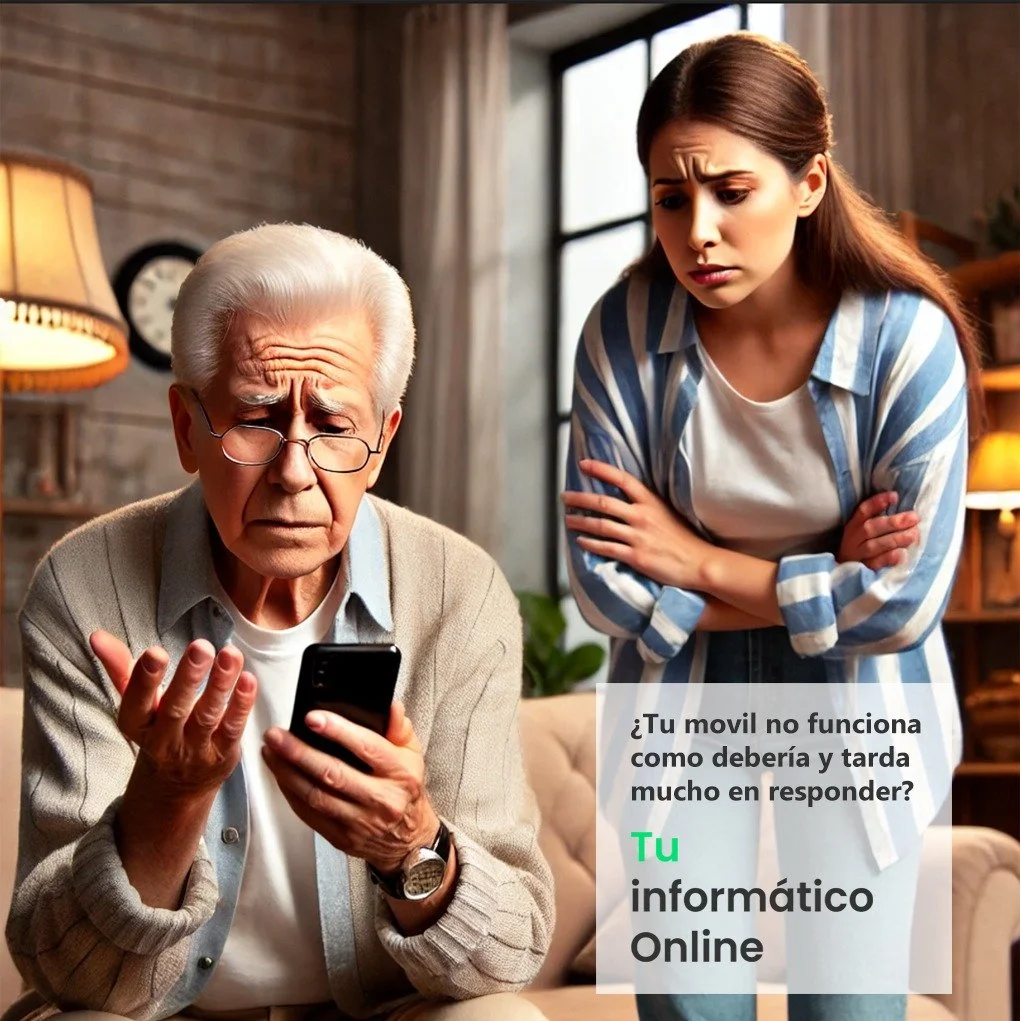 ¿Tu movil no funciona
como debería y tarda
mucho en responder?
Tu
informático
Online